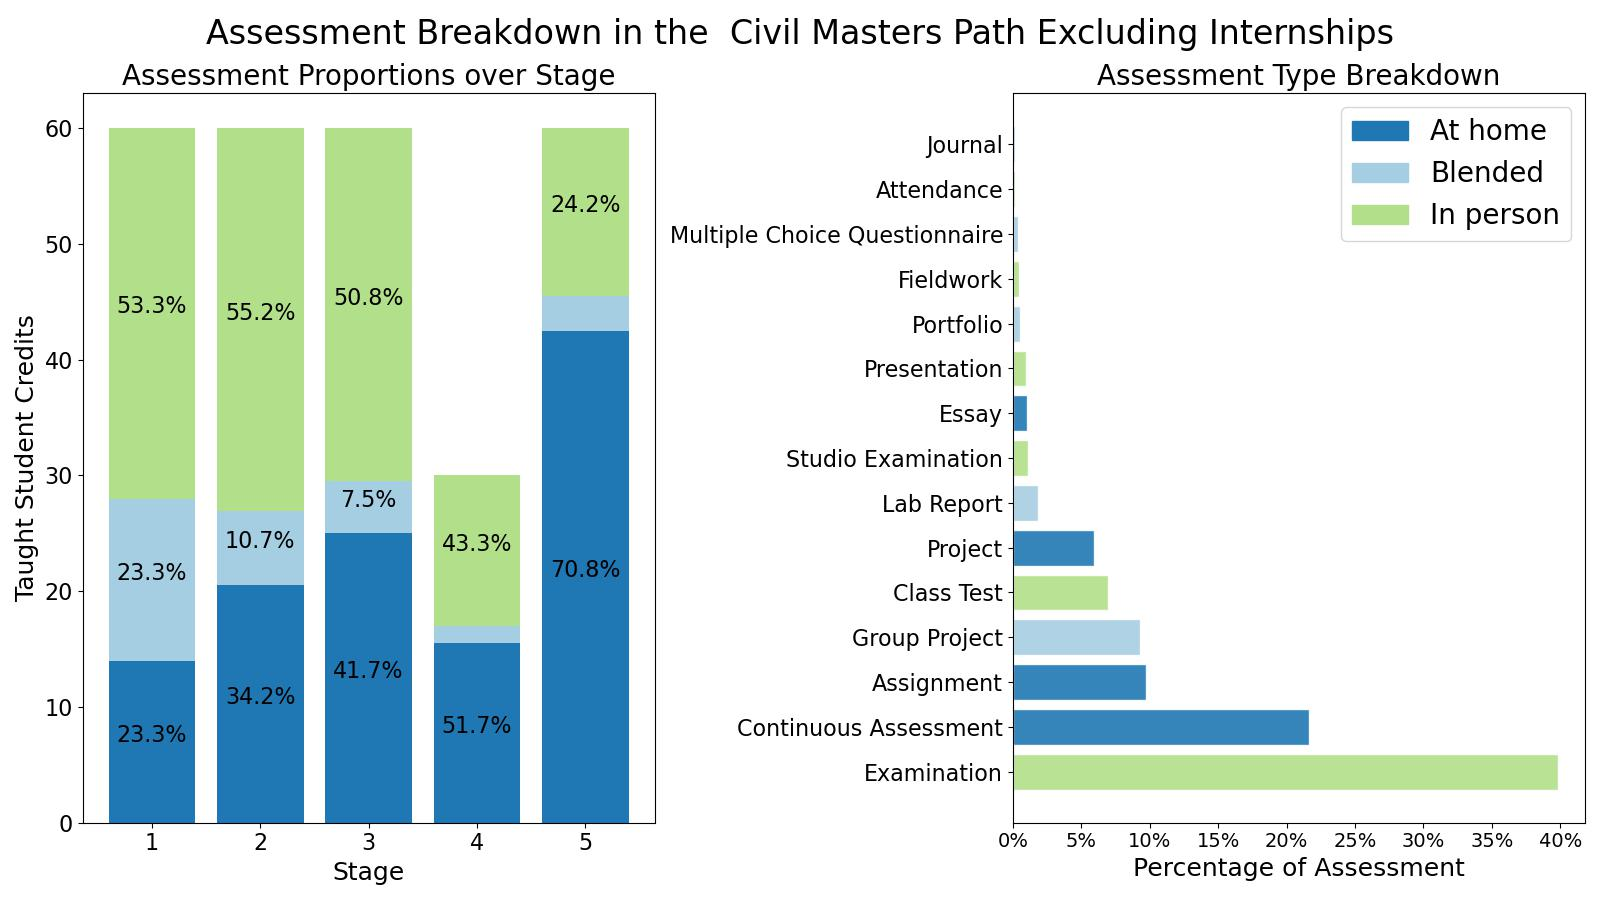 Assessment Breakdown in the  Civil Masters Path Excluding Internships
Assessment Proportions over Stage
Taught Student Credits
60
50
40
30
20
10
0
53.3%
23.3%
23.3%
55.2%
10.7%
34.2%
50.8%
7.5%
41.7%
43.3%
51.7%
24.2%
70.8%
1 2 3 4 5
Stage
Assessment Type Breakdown
At home
Blended
In person
Journal
Attendance
Multiple Choice Questionnaire
Fieldwork
Portfolio
Presentation
Essay
Studio Examination
Lab Report
Project
Class Test
Group Project
Assignment
Continuous Assessment
Examination
0% 5% 10% 15% 20% 25% 30% 35% 40%
Percentage of Assessment